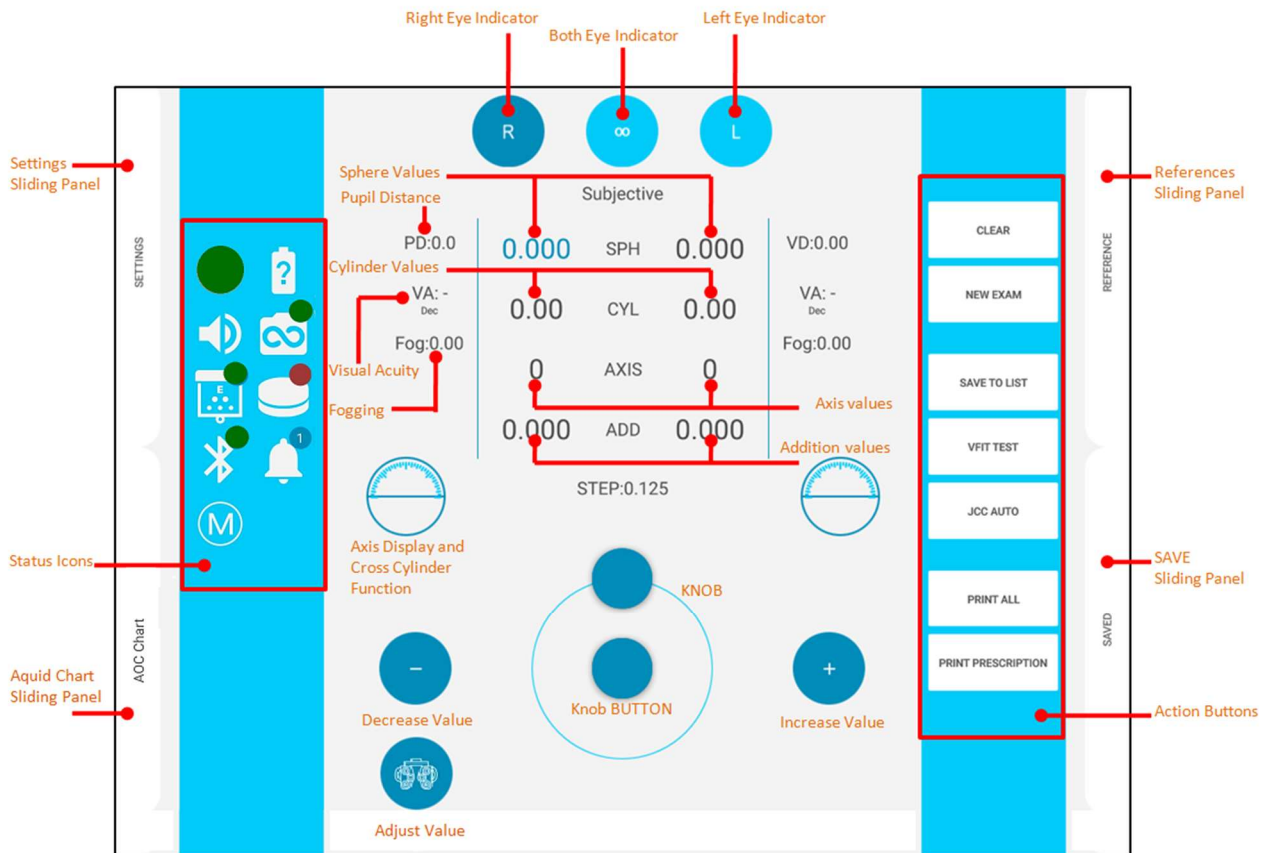 Right Eye Indicator
Both Eye Indicator
Left Eye Indicator
R
∞
L
Settings
Sliding Panel
References
Sliding Panel
Sphere Values
Pupil Distance
Subjective
SETTINGS
REFERENCE
PD:0.0
0.000 SPH 0.000
VD:0.00
Cylinder Values
VA: -
Dec
0.00 CYL 0.00
VA: -
Dec
Fog:0.00
Fog:0.00
Visual Acuity
0 AXIS 0
Fogging
Axis values
0.000 ADD 0.000
Addition values
STEP:0.125
?
E
1
M
CLEAR
NEW EXAM
SAVE TO LIST
VFIT TEST
JCC AUTO
PRINT ALL
PRINT PRESCRIPTION
Status Icons
Axis Display and
Cross Cylinder
Function
KNOB
SAVE
Sliding Panel
AOC Chart
SAVED
Aquid Chart
Sliding Panel
−
+
Decrease Value
Knob BUTTON
Increase Value
Action Buttons
Adjust Value